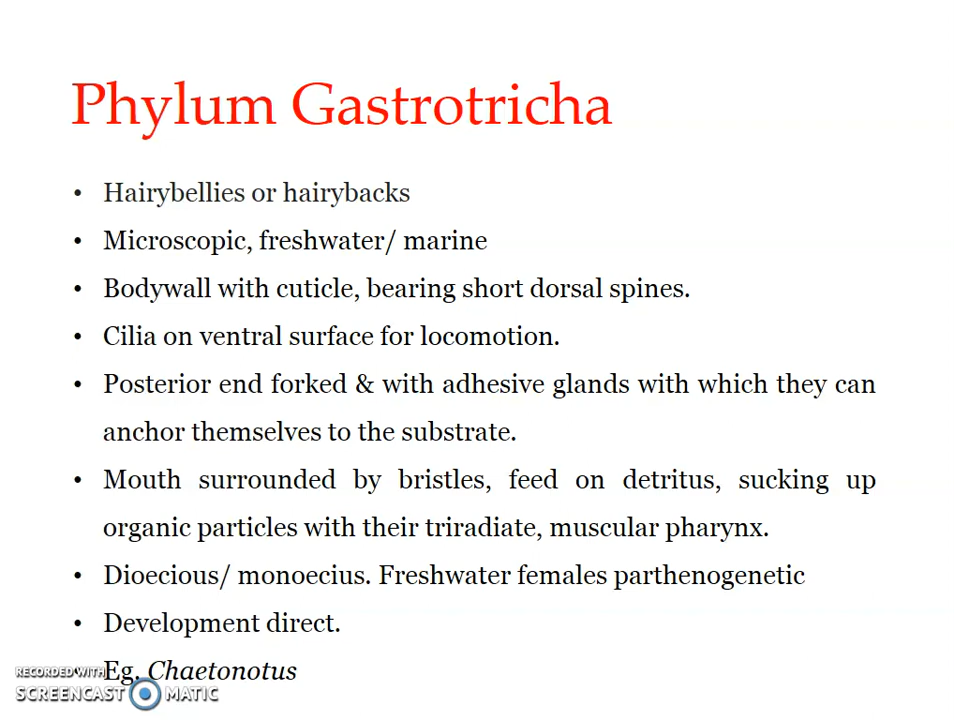 Phylum Gastrotricha
• Hairybellies or hairybacks
• Microscopic, freshwater/ marine
• Bodywall with cuticle, bearing short dorsal spines.
• Cilia on ventral surface for locomotion.
• Posterior end forked & with adhesive glands with which they can
anchor themselves to the substrate.
• Mouth surrounded by bristles, feed on detritus, sucking up
organic particles with their triradiate, muscular pharynx.
• Dioecious/ monoecius. Freshwater females parthenogenetic
• Development direct.
• Eg. Chaetonotus
RECORDED WITH
SCREENCAST MATIC